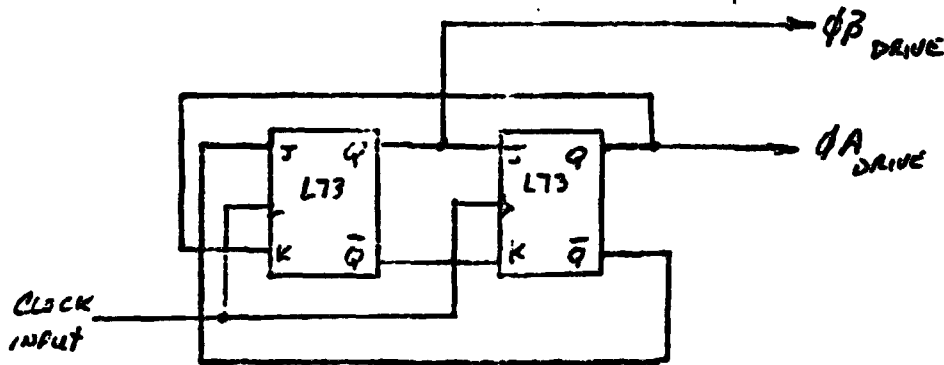 φB DRIVE
J Q
L73
K Q̅
J Q
L73
K Q̅
φA DRIVE
CLOCK
INPUT